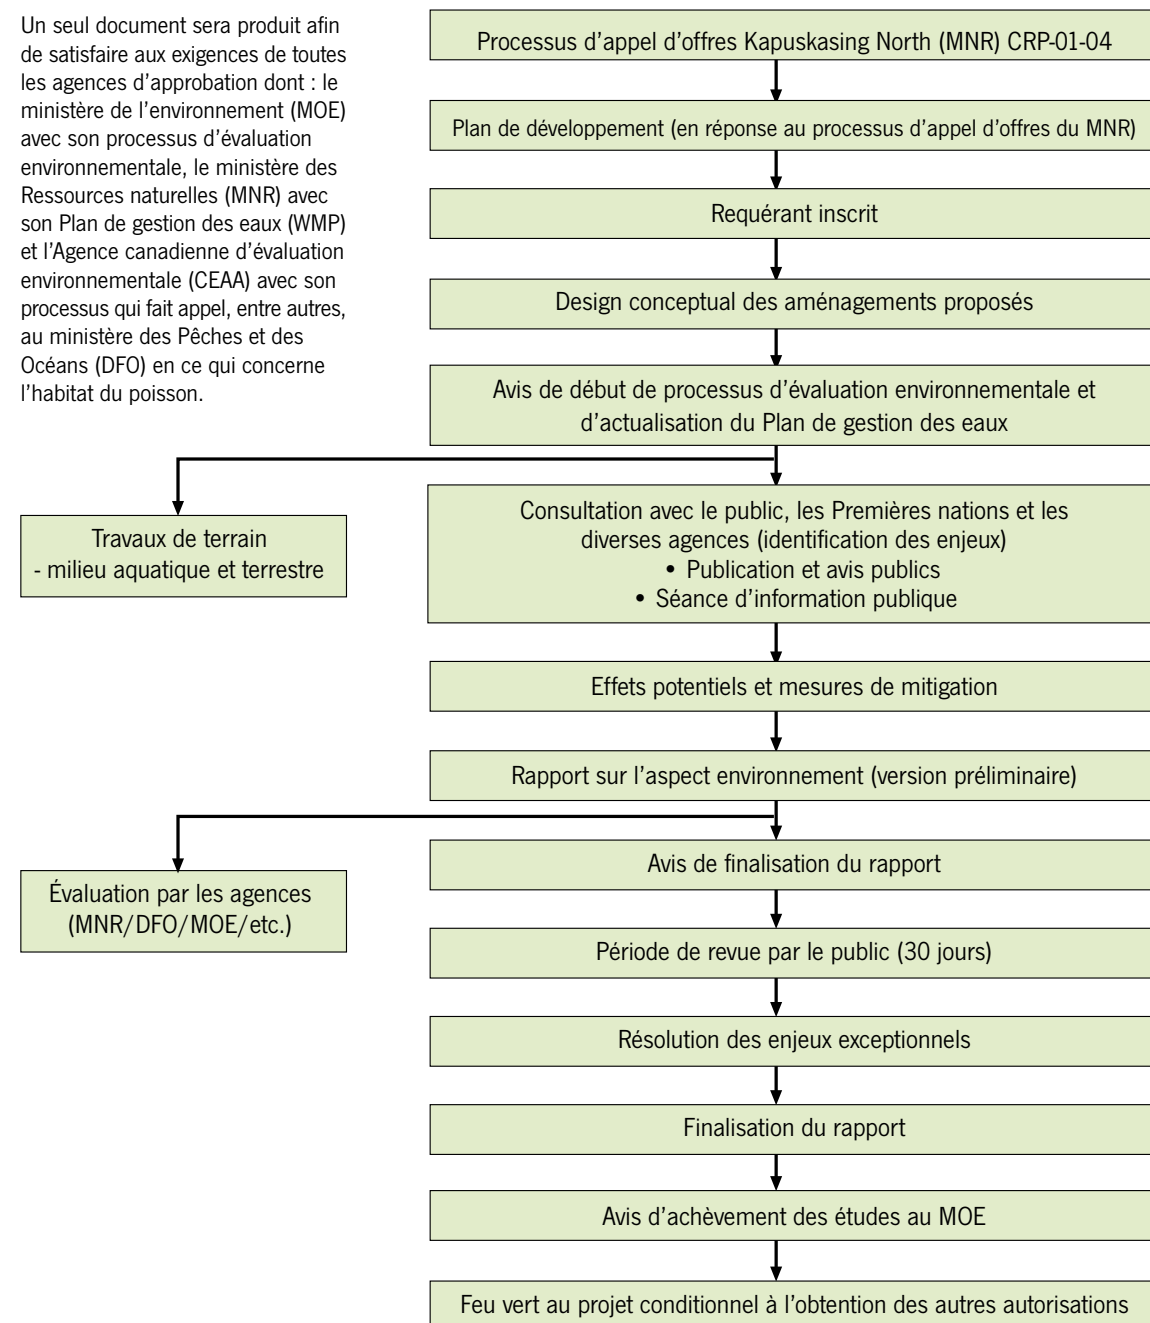 Un seul document sera produit afin
de satisfaire aux exigences de toutes
les agences d'approbation dont : le
ministère de l'environnement (MOE)
avec son processus d'évaluation
environnementale, le ministère des
Ressources naturelles (MNR) avec
son Plan de gestion des eaux (WMP)
et l'Agence canadienne d'évaluation
environnementale (CEAA) avec son
processus qui fait appel, entre autres,
au ministère des Pêches et des
Océans (DFO) en ce qui concerne
l'habitat du poisson.
Processus d'appel d'offres Kapuskasing North (MNR) CRP-01-04
Plan de développement (en réponse au processus d'appel d'offres du MNR)
Requérant inscrit
Design conceptual des aménagements proposés
Avis de début de processus d'évaluation environnementale et
d'actualisation du Plan de gestion des eaux
Travaux de terrain
- milieu aquatique et terrestre
Consultation avec le public, les Premières nations et les
diverses agences (identification des enjeux)
• Publication et avis publics
• Séance d'information publique
Effets potentiels et mesures de mitigation
Rapport sur l'aspect environnement (version préliminaire)
Évaluation par les agences
(MNR/DFO/MOE/etc.)
Avis de finalisation du rapport
Période de revue par le public (30 jours)
Résolution des enjeux exceptionnels
Finalisation du rapport
Avis d'achèvement des études au MOE
Feu vert au projet conditionnel à l'obtention des autres autorisations